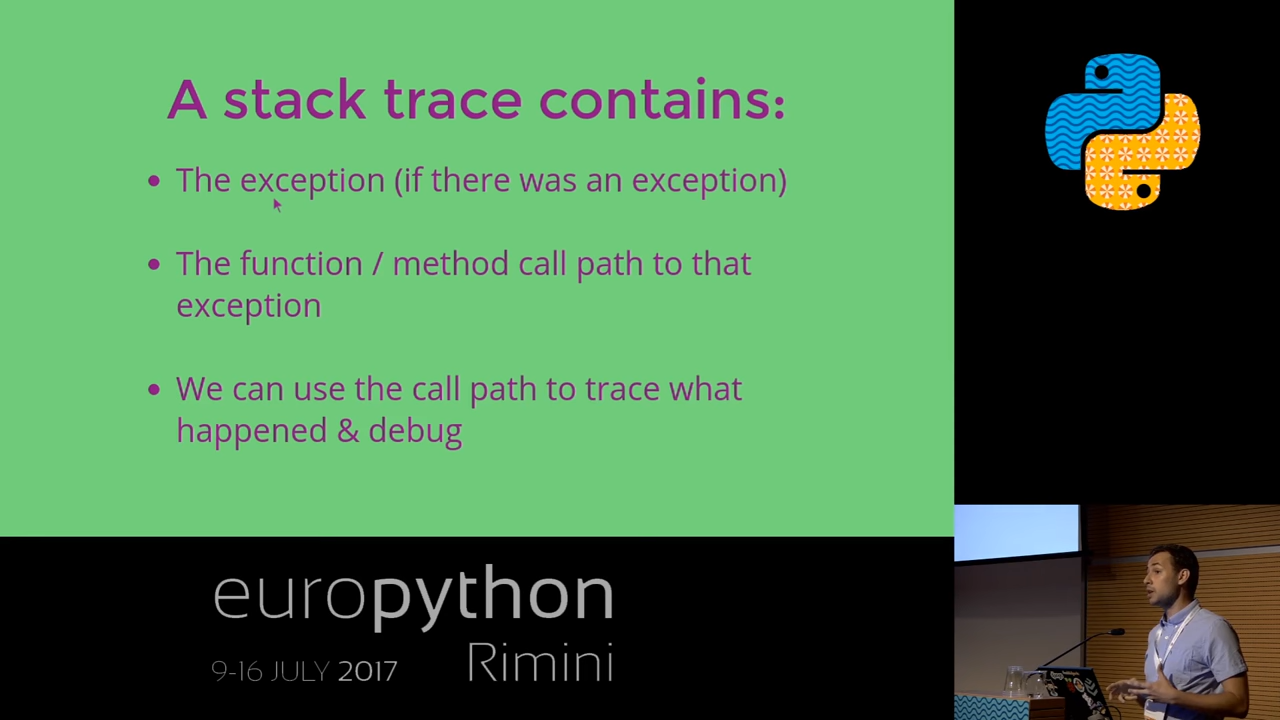 A stack trace contains:
The exception (if there was an exception)
The function / method call path to that
exception
We can use the call path to trace what
happened & debug
europython
9-16 JULY 2017
Rimini